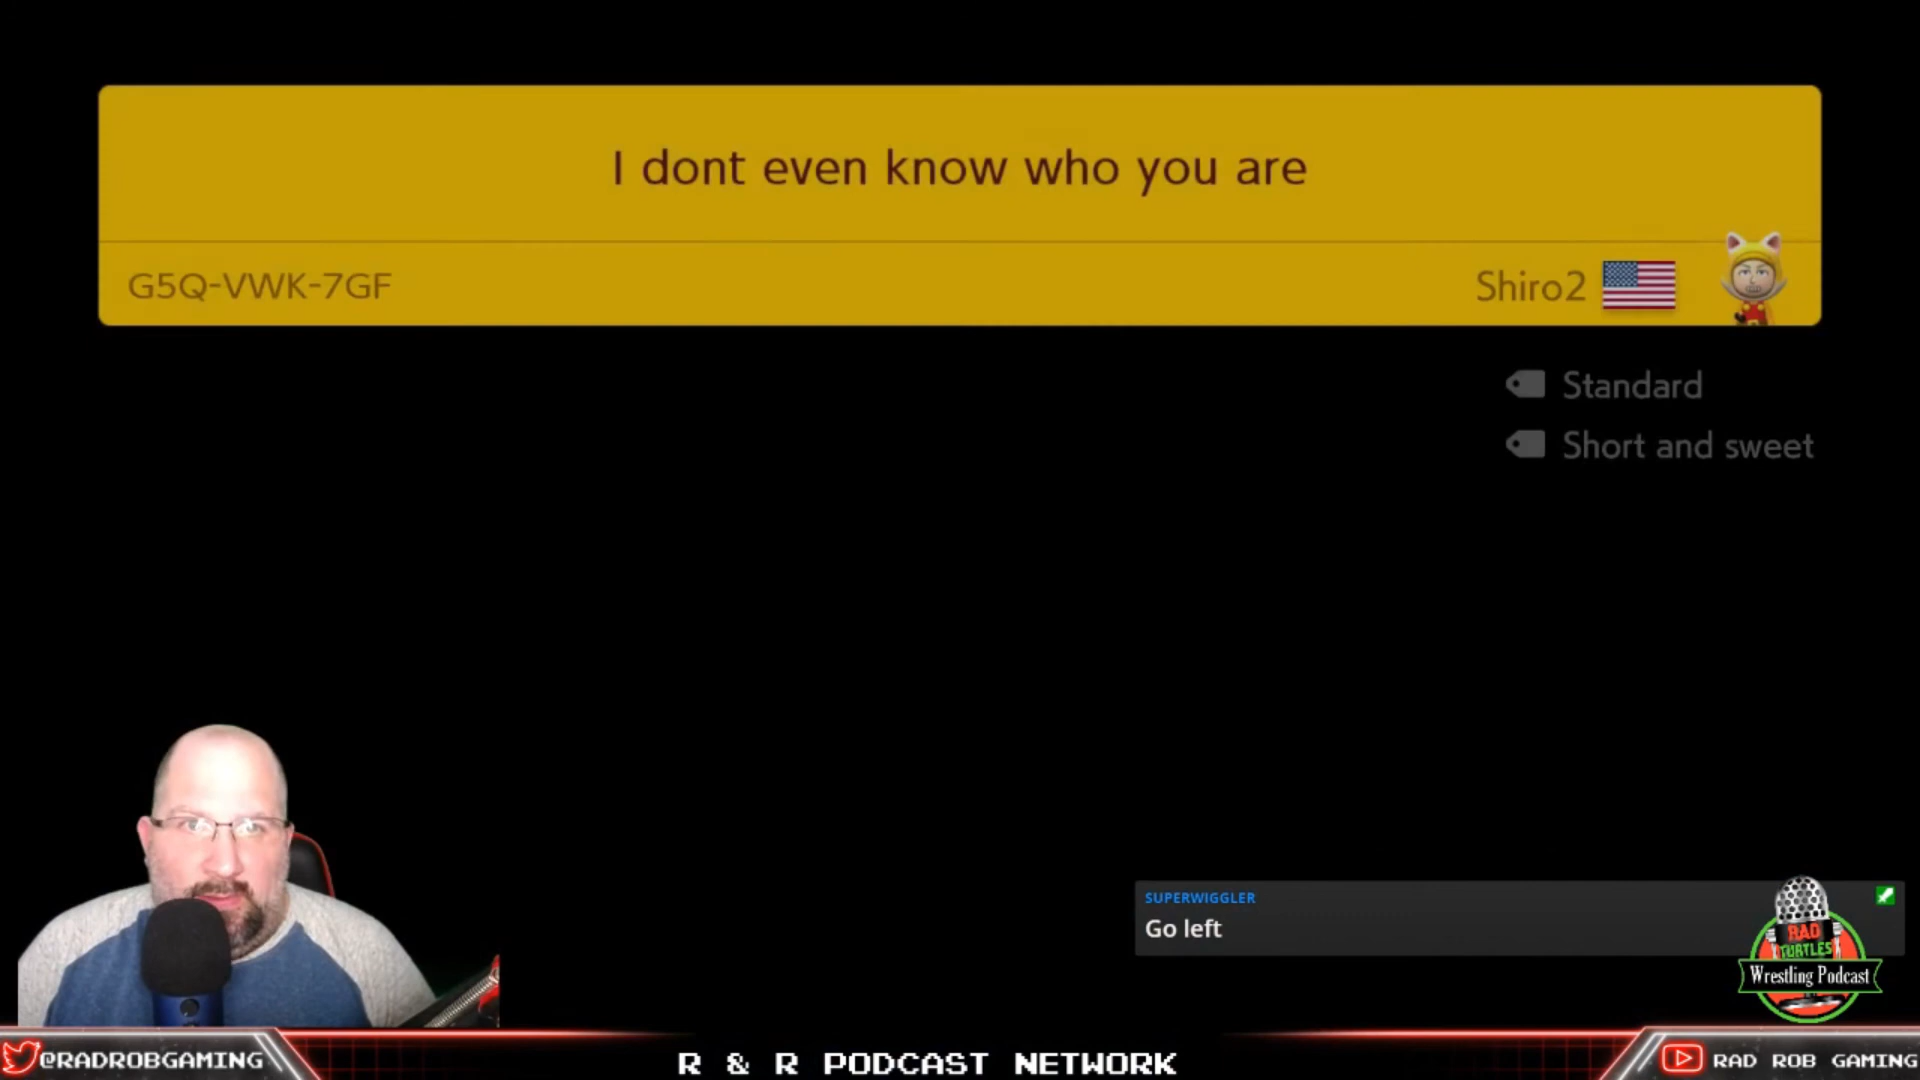 I dont even know who you are
G5Q-VWK-7GF
Shiro2
Standard
Short and sweet
SUPERWIGGLER
Go left
RAD
TURTLES
Wrestling Podcast
@RADROBGAMING
R & R PODCAST NETWORK
RAD ROB GAMING